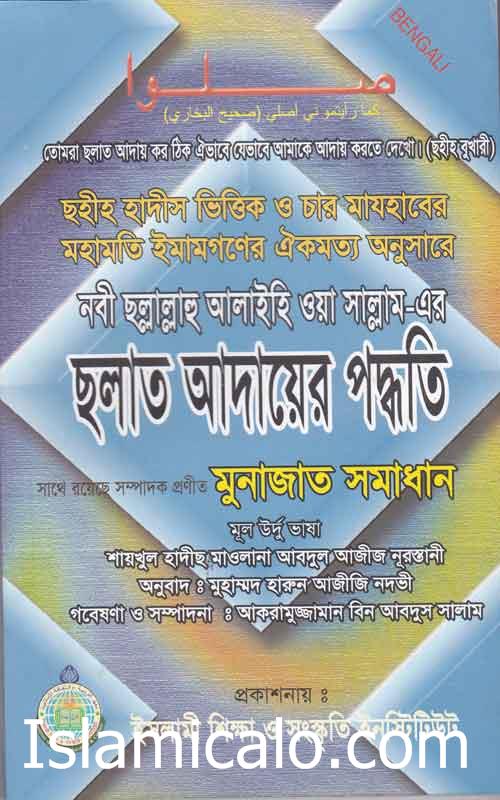 BENGALI
صلوا
كما رأيتموني أصلي (صحيح البخاري)
(তোমরা ছলাত আদায় কর ঠিক ঐভাবে যেভাবে আমাকে আদায় করতে দেখো। (ছহীহ বুখারী)
ছহীহ হাদীস ভিত্তিক ও চার মাযহাবের
মহামতি ইমামগণের ঐকমত্য অনুসারে
নবী ছল্লাল্লাহু আলাইহি ওয়া সাল্লাম-এর
ছলাত আদায়ের পদ্ধতি
সাথে রয়েছে সম্পাদক প্রণীত মুনাজাত সমাধান
মূল উর্দু ভাষা
শায়খুল হাদীছ মাওলানা আবদুল আজীজ নূরস্তানী
অনুবাদ : মুহাম্মদ হারুন আজীজি নদভী
গবেষণা ও সম্পাদনা : আকরামুজ্জামান বিন আবদুস সালাম
প্রকাশনায় :
ইসলামী শিক্ষা ও সংস্কৃতি ইনস্টিটিউট
Islamicalo.com